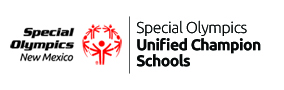 Special
Olympics
New Mexico
Special Olympics
Unified Champion
Schools